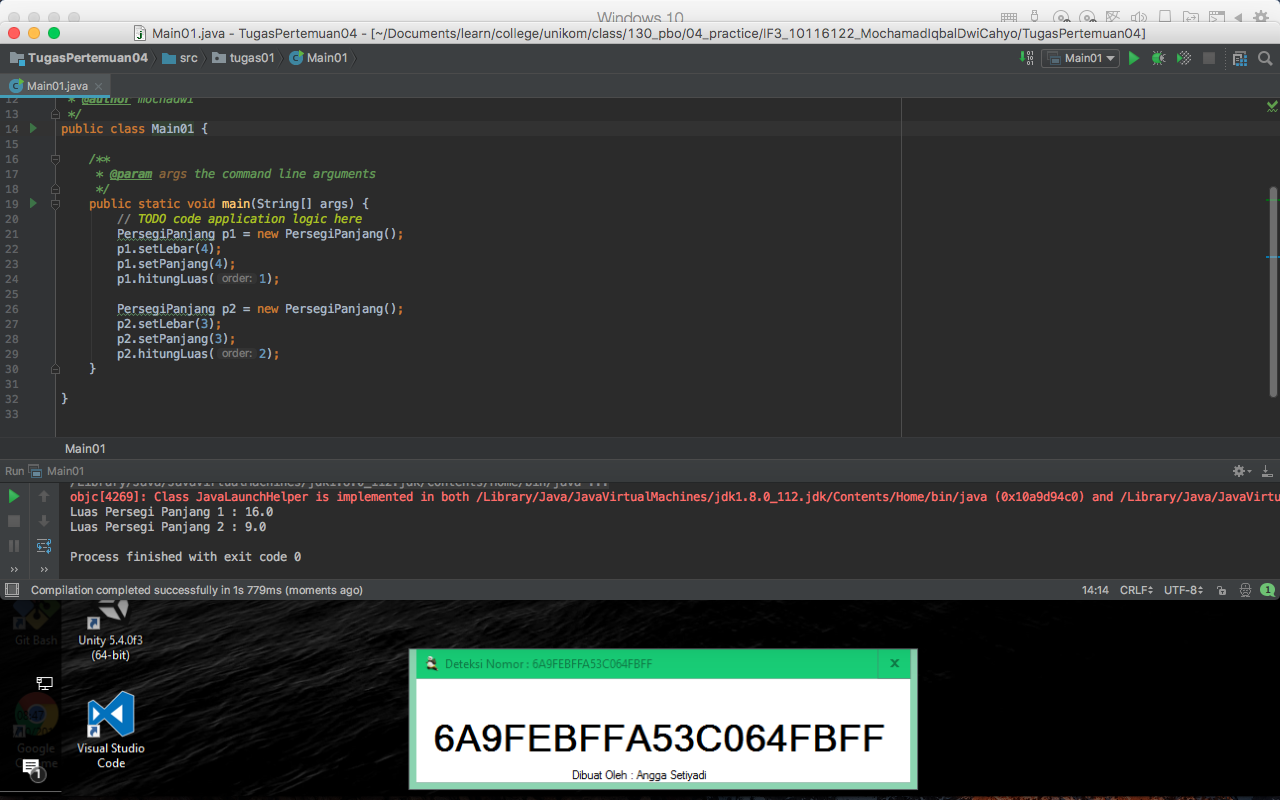 Windows 10
Main01.java - TugasPertemuan04 - [~/Documents/learn/college/unikom/class/130_pbo/04_practice/IF3_10116122_MochamadIqbalDwiCahyo/TugasPertemuan04]
TugasPertemuan04 src tugas01 Main01 Main01
Main01.java
12 * @author mochadwi
13 */
14 public class Main01 {
15
16 /**
17 * @param args the command line arguments
18 */
19 public static void main(String[] args) {
20 // TODO code application logic here
21 PersegiPanjang p1 = new PersegiPanjang();
22 p1.setLebar(4);
23 p1.setPanjang(4);
24 p1.hitungLuas( order: 1);
25
26 PersegiPanjang p2 = new PersegiPanjang();
27 p2.setLebar(3);
28 p2.setPanjang(3);
29 p2.hitungLuas( order: 2);
30 }
31
32 }
33
Main01
Run Main01
/Library/Java/JavaVirtualMachines/jdk1.8.0_112.jdk/Contents/Home/bin/java ...
objc[4269]: Class JavaLaunchHelper is implemented in both /Library/Java/JavaVirtualMachines/jdk1.8.0_112.jdk/Contents/Home/bin/java (0x10a9d94c0) and /Library/Java/JavaVirtu
Luas Persegi Panjang 1 : 16.0
Luas Persegi Panjang 2 : 9.0
Process finished with exit code 0
Compilation completed successfully in 1s 779ms (moments ago) 14:14 CRLF UTF-8 1
Git Bash
Unity 5.4.0f3
(64-bit)
Deteksi Nomor : 6A9FEBFFA53C064FBFF
6A9FEBFFA53C064FBFF
Dibuat Oleh : Angga Setiyadi
Visual Studio
Code
Google
1